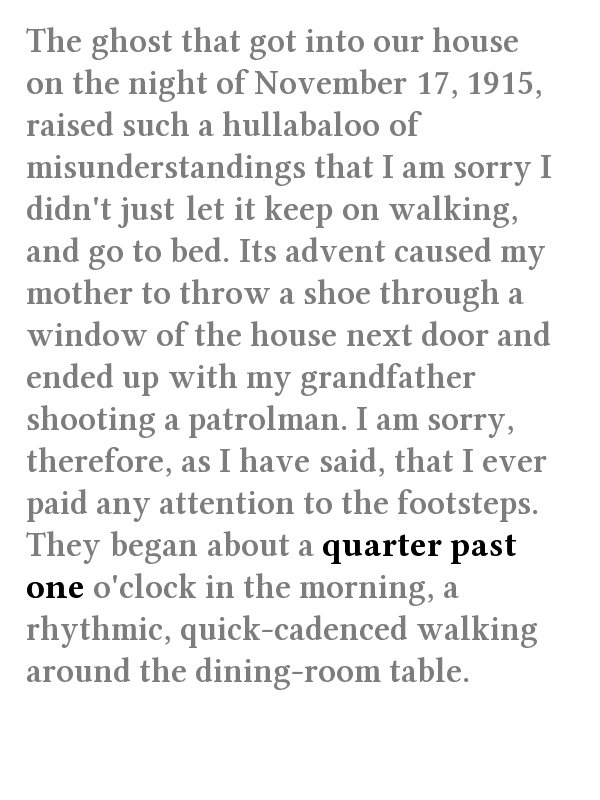 The ghost that got into our house
on the night of November 17, 1915,
raised such a hullabaloo of
misunderstandings that I am sorry I
didn't just let it keep on walking,
and go to bed. Its advent caused my
mother to throw a shoe through a
window of the house next door and
ended up with my grandfather
shooting a patrolman. I am sorry,
therefore, as I have said, that I ever
paid any attention to the footsteps.
They began about a quarter past
one o'clock in the morning, a
rhythmic, quick-cadenced walking
around the dining-room table.